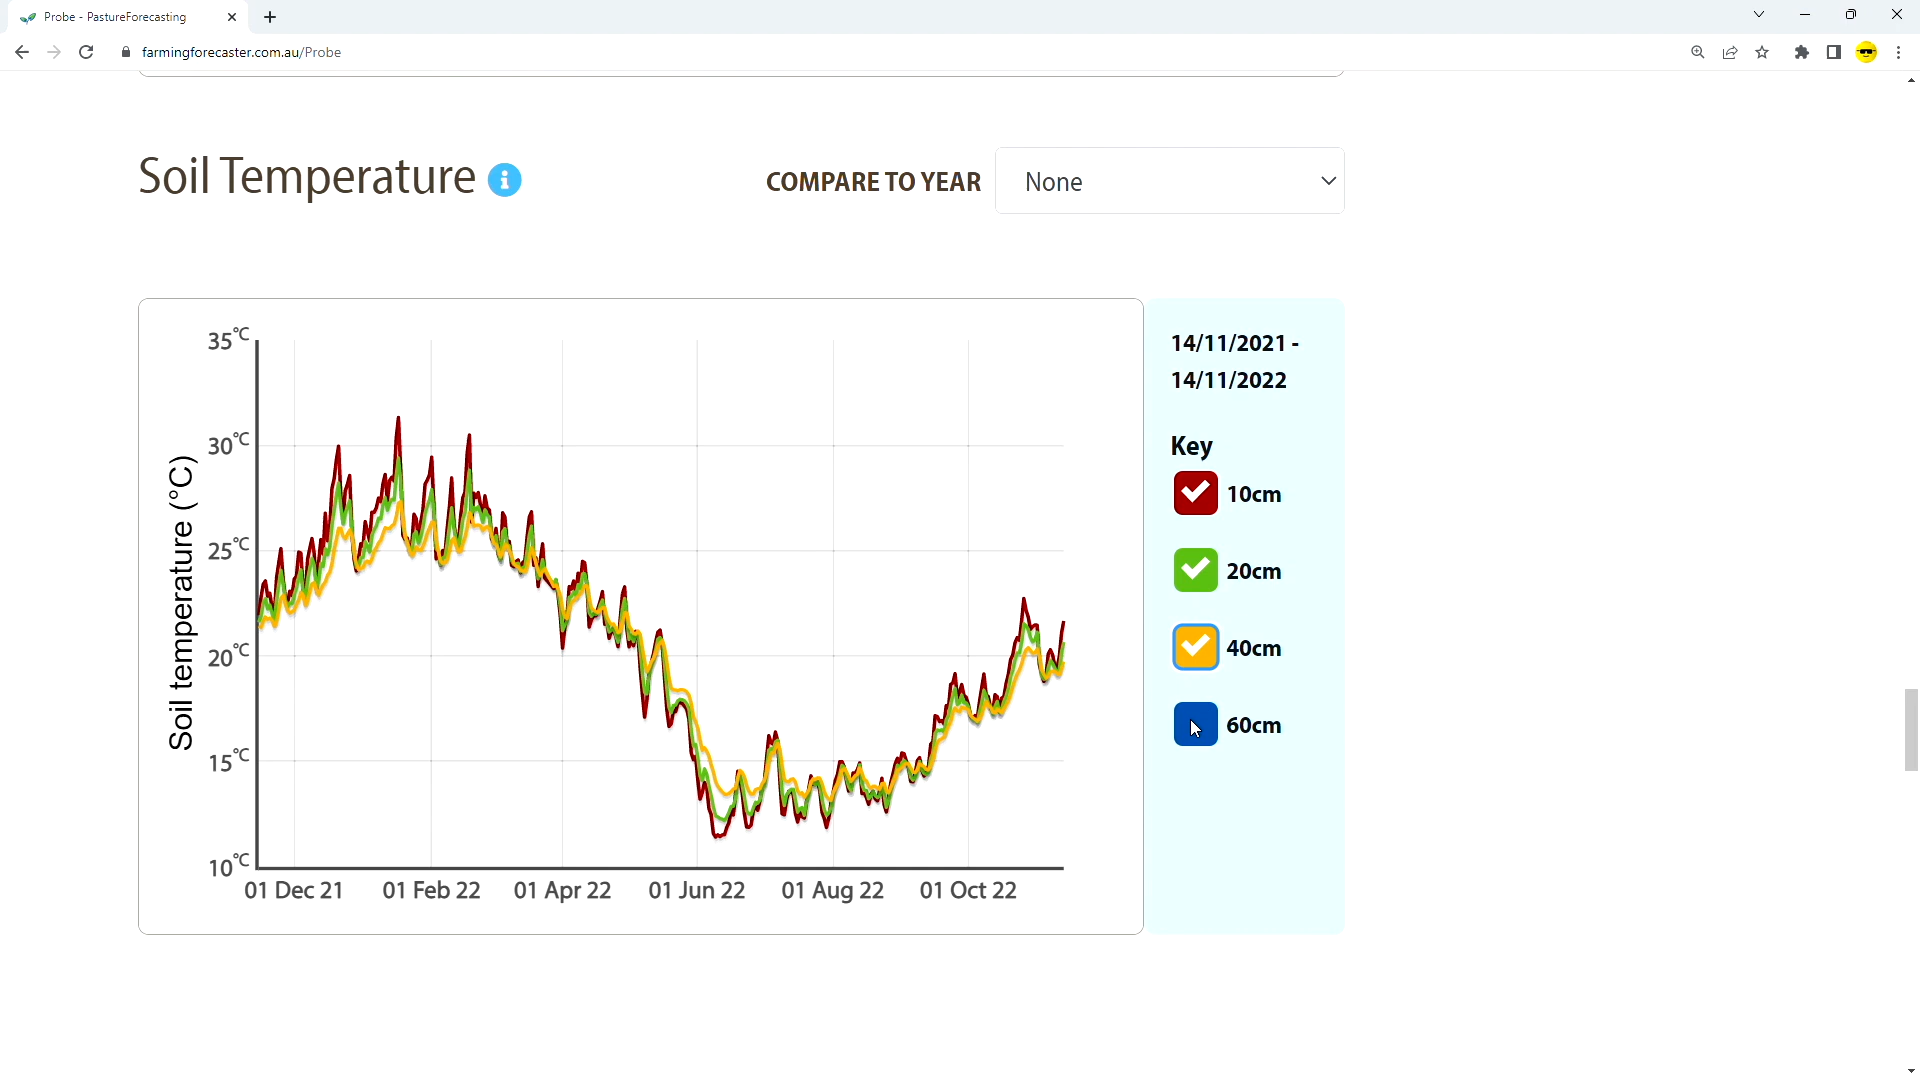 Probe - PastureForecasting
farmingforecaster.com.au/Probe
Soil Temperature
COMPARE TO YEAR None
35°C
30°C
25°C
20°C
15°C
10°C
Soil temperature (°C)
01 Dec 21 01 Feb 22 01 Apr 22 01 Jun 22 01 Aug 22 01 Oct 22
14/11/2021 -
14/11/2022
Key
10cm
20cm
40cm
60cm